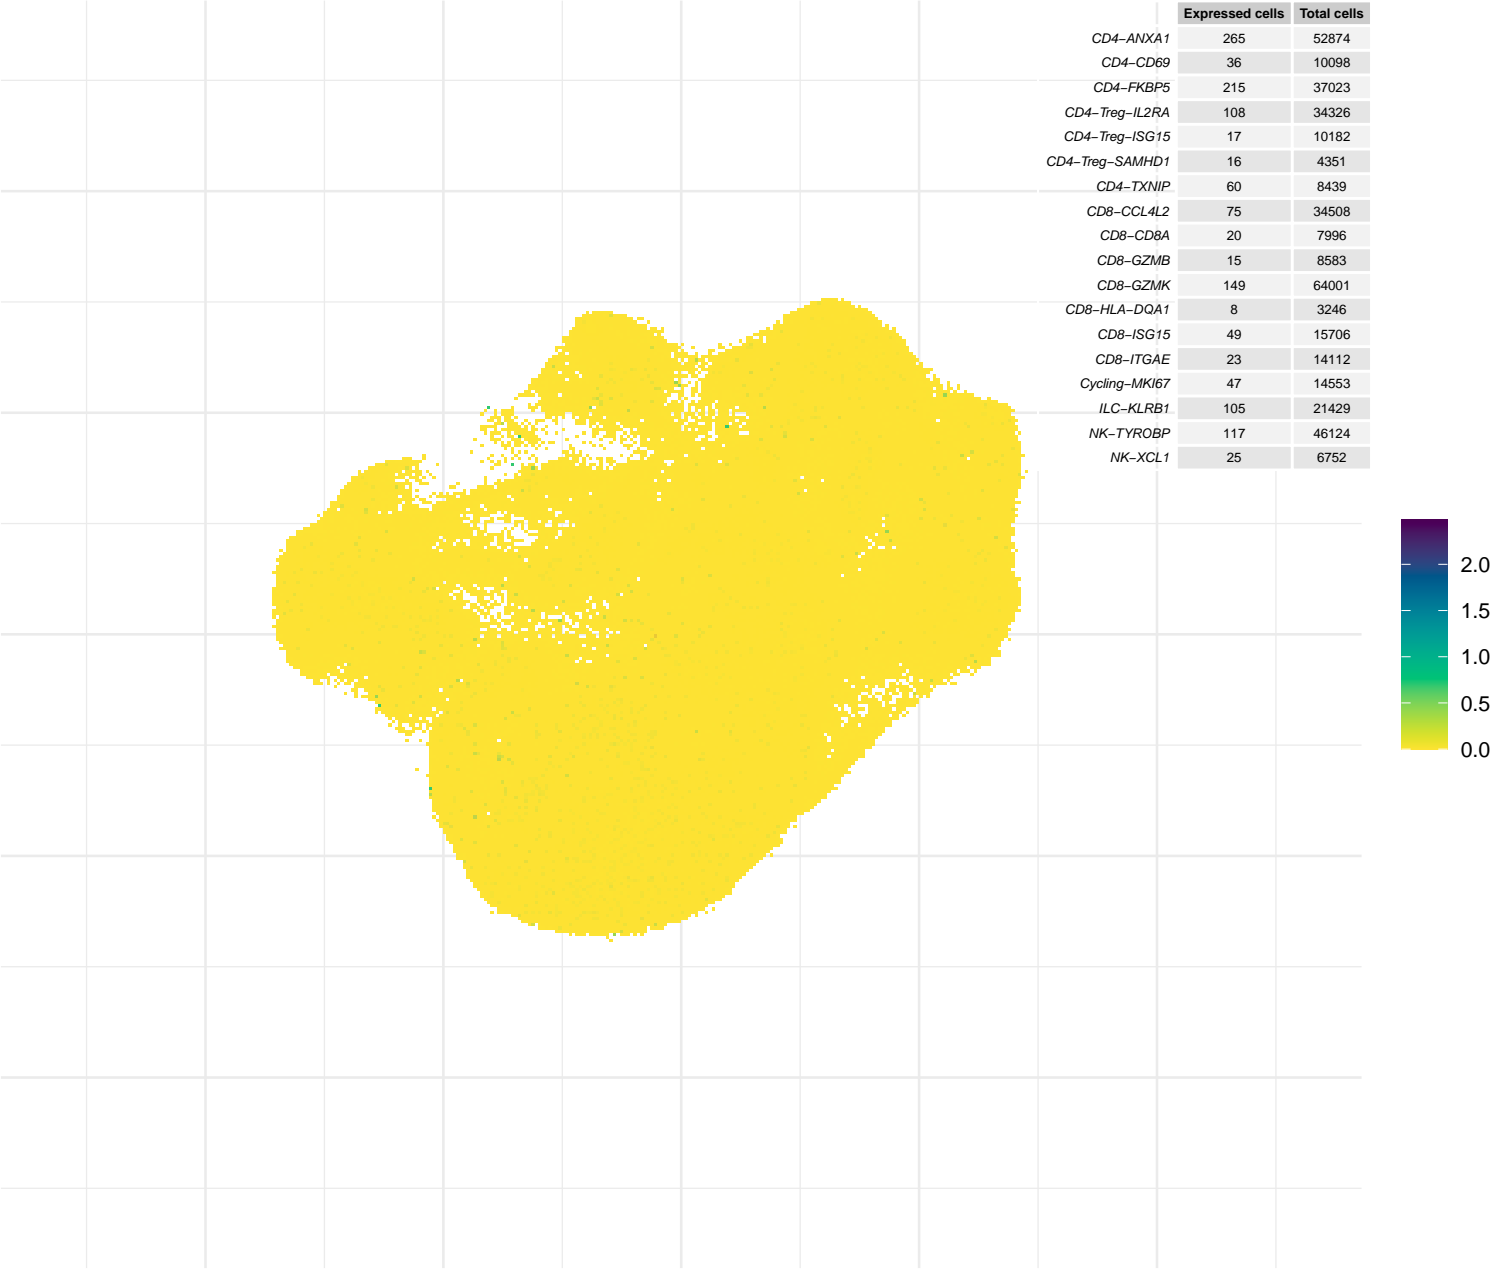 Expressed cells Total cells
CD4−ANXA1 265 52874
CD4−CD69 36 10098
CD4−FKBP5 215 37023
CD4−Treg−IL2RA 108 34326
CD4−Treg−ISG15 17 10182
CD4−Treg−SAMHD1 16 4351
CD4−TXNIP 60 8439
CD8−CCL4L2 75 34508
CD8−CD8A 20 7996
CD8−GZMB 15 8583
CD8−GZMK 149 64001
CD8−HLA−DQA1 8 3246
CD8−ISG15 49 15706
CD8−ITGAE 23 14112
Cycling−MKI67 47 14553
ILC−KLRB1 105 21429
NK−TYROBP 117 46124
NK−XCL1 25 6752
2.0
1.5
1.0
0.5
0.0